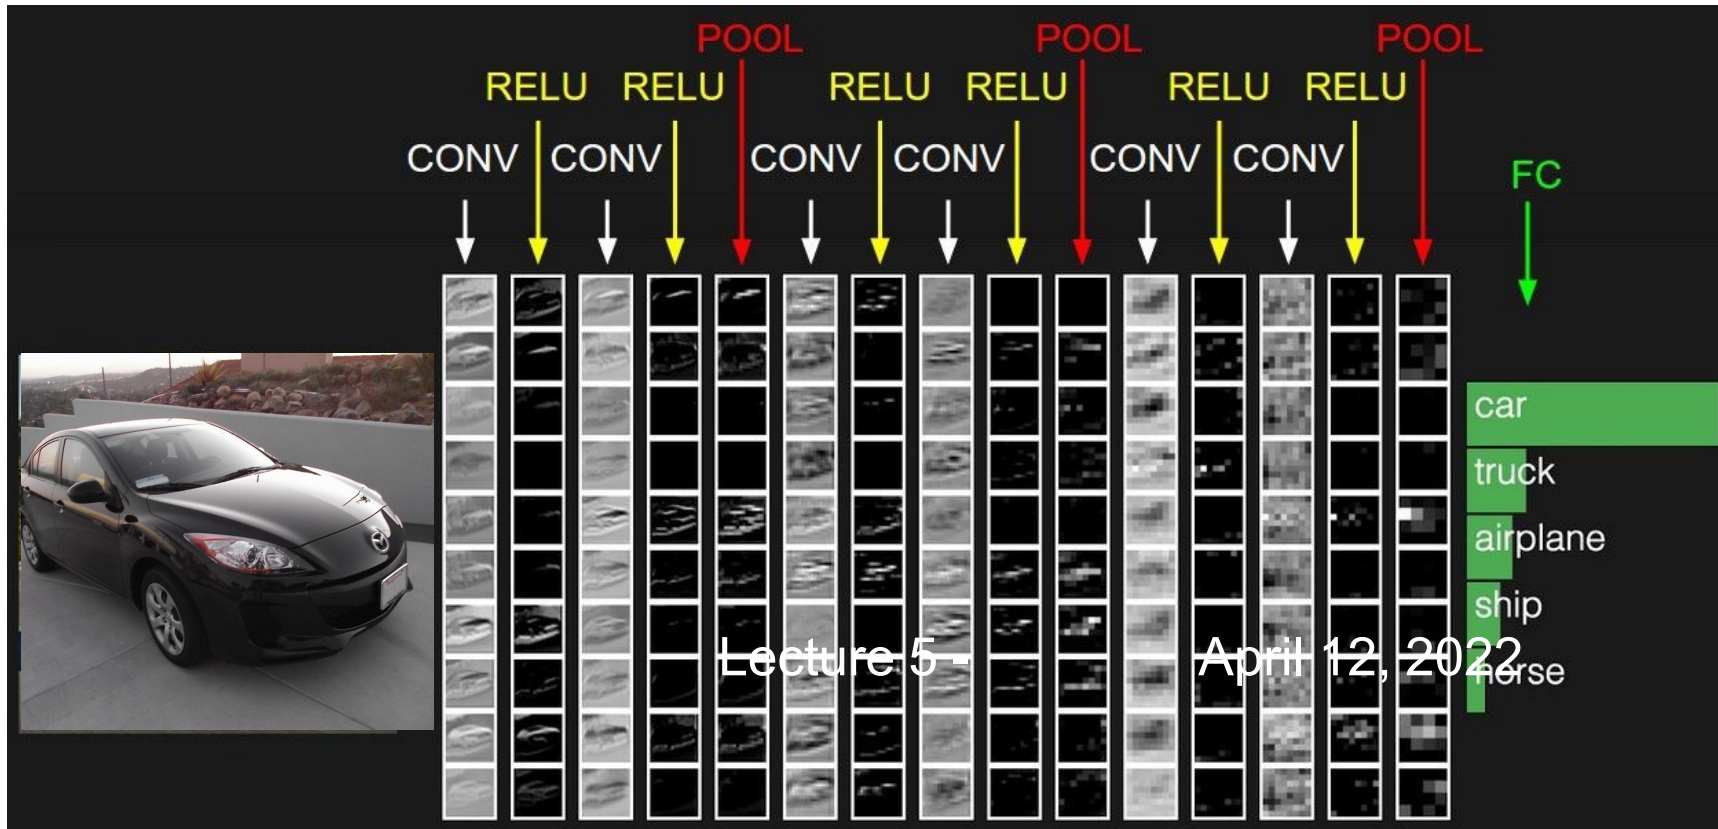 POOL POOL POOL
RELU RELU RELU RELU RELU RELU
CONV CONV CONV CONV CONV CONV
FC
car
truck
airplane
ship
horse
Lecture 5 - April 12, 2022